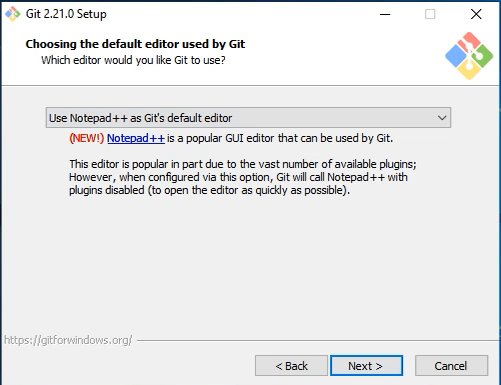 Git 2.21.0 Setup
Choosing the default editor used by Git
Which editor would you like Git to use?
Use Notepad++ as Git's default editor
(NEW!) Notepad++ is a popular GUI editor that can be used by Git.
This editor is popular in part due to the vast number of available plugins;
However, when configured via this option, Git will call Notepad++ with
plugins disabled (to open the editor as quickly as possible).
https://gitforwindows.org/
< Back
Next >
Cancel